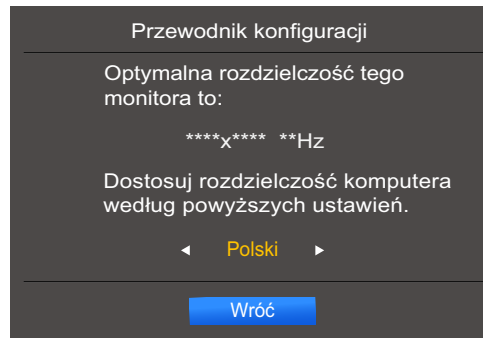 Przewodnik konfiguracji
Optymalna rozdzielczość tego
monitora to:
****x**** **Hz
Dostosuj rozdzielczość komputera
według powyższych ustawień.
Polski
Wróć